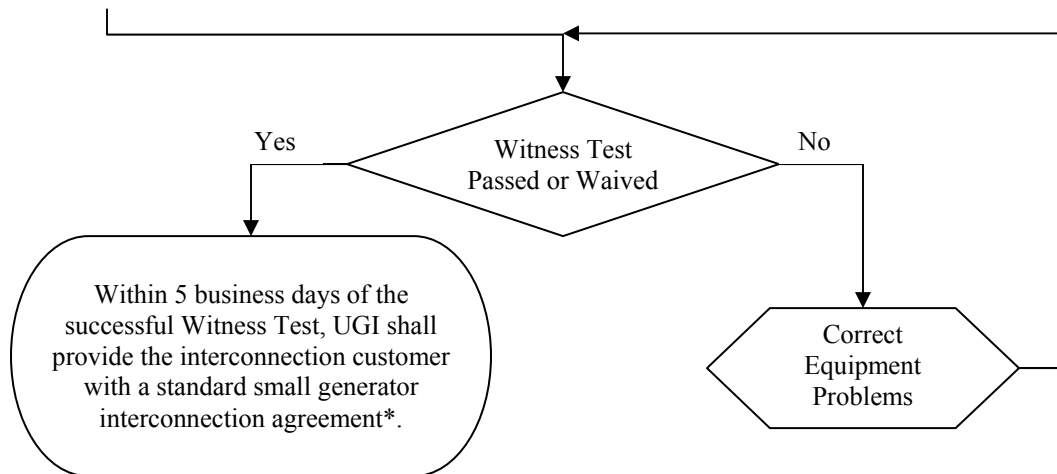 Yes
No
Witness Test
Passed or Waived
Within 5 business days of the
successful Witness Test, UGI shall
provide the interconnection customer
with a standard small generator
interconnection agreement*.
Correct
Equipment
Problems